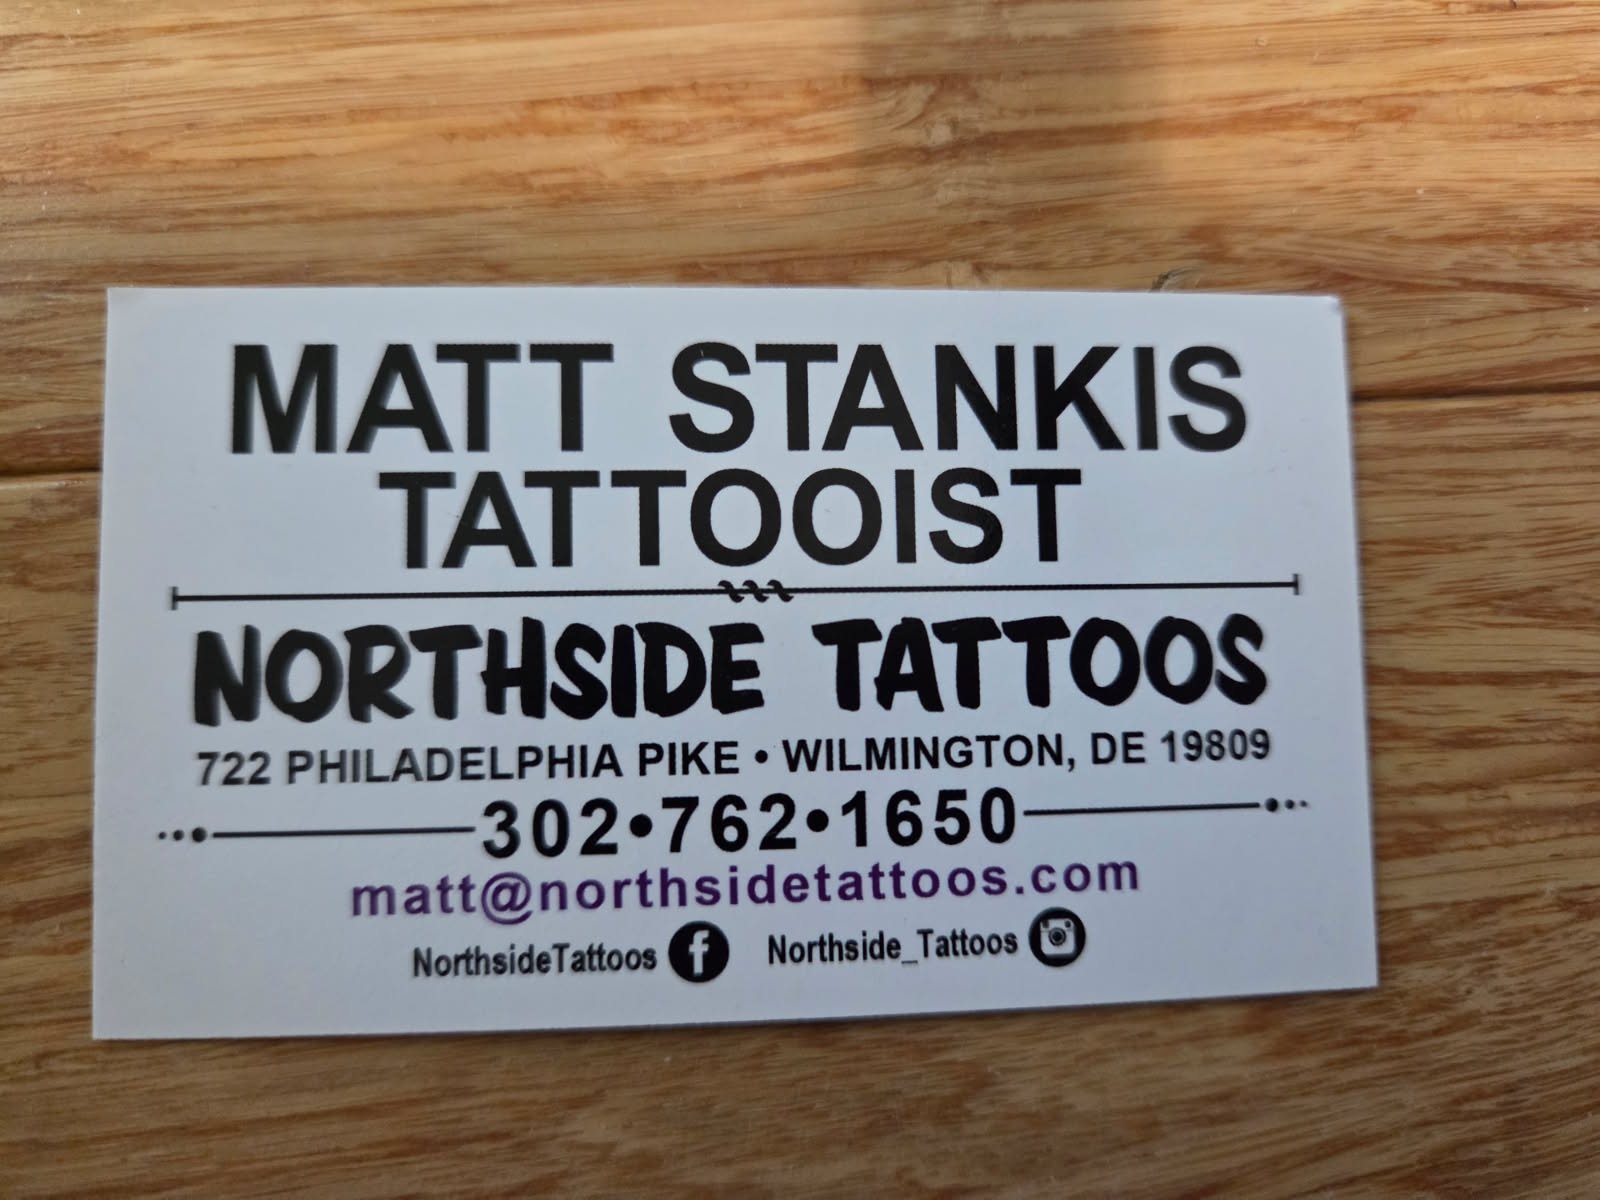 MATT STANKIS
TATTOOIST
NORTHSIDE TATTOOS
722 PHILADELPHIA PIKE • WILMINGTON, DE 19809
302•762•1650
matt@northsidetattoos.com
NorthsideTattoos f Northside_Tattoos